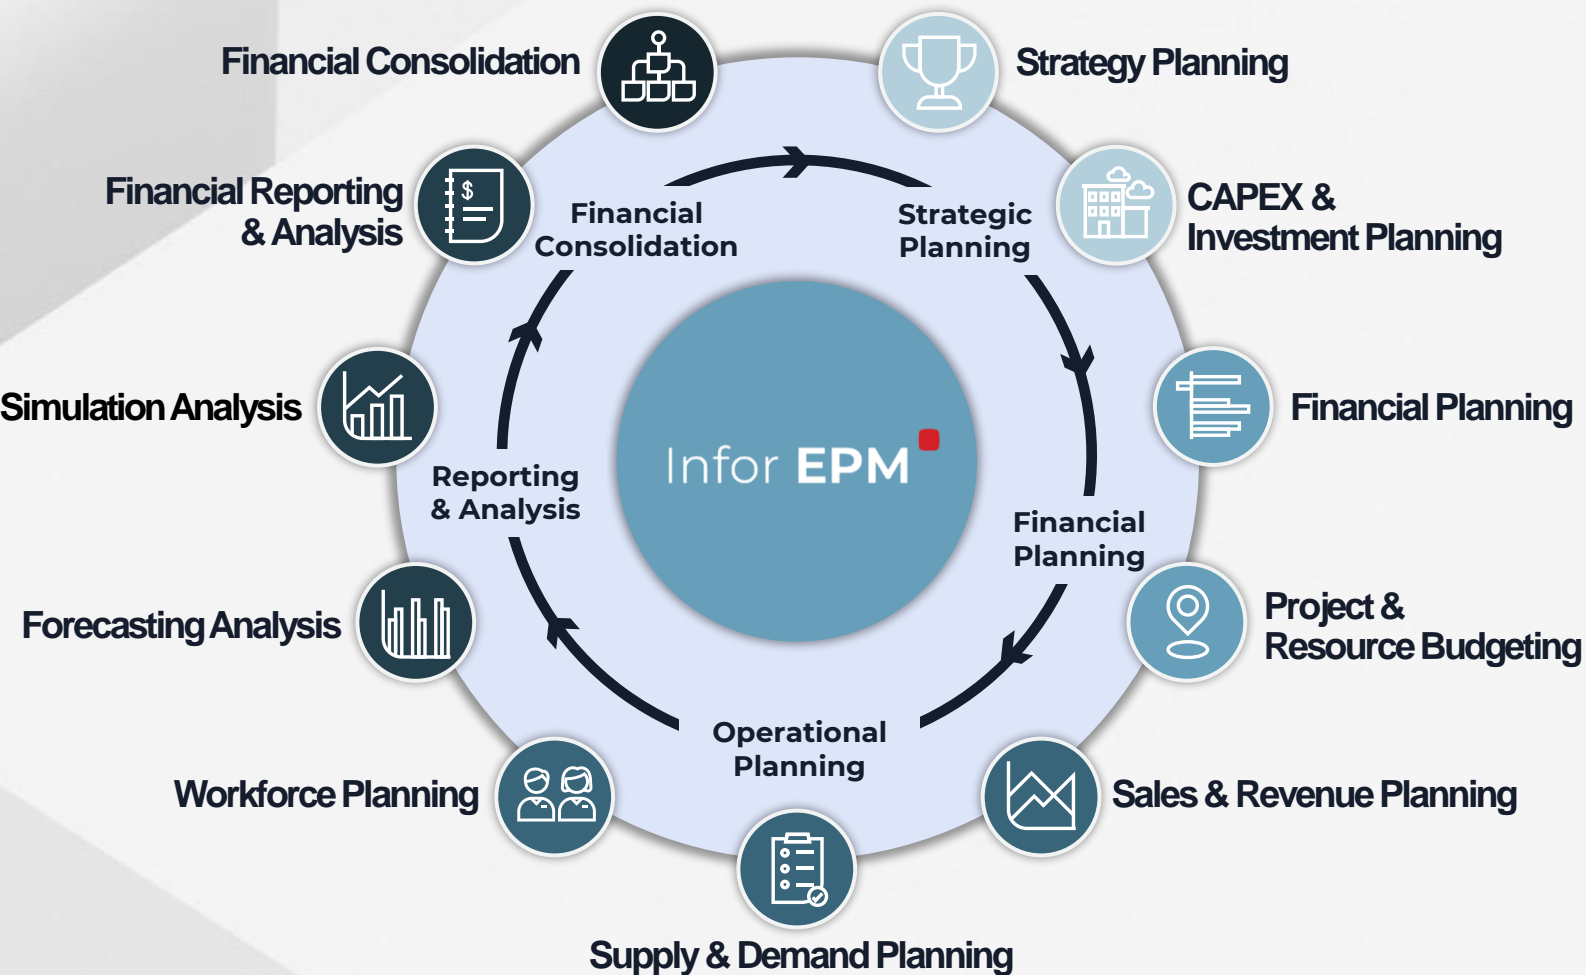 Financial Consolidation
Strategy Planning
Financial Reporting
& Analysis
$
CAPEX &
Investment Planning
Financial
Consolidation
Strategic
Planning
Simulation Analysis
Financial Planning
Infor EPM
Reporting
& Analysis
Financial
Planning
Forecasting Analysis
Project &
Resource Budgeting
Operational
Planning
Workforce Planning
Sales & Revenue Planning
Supply & Demand Planning